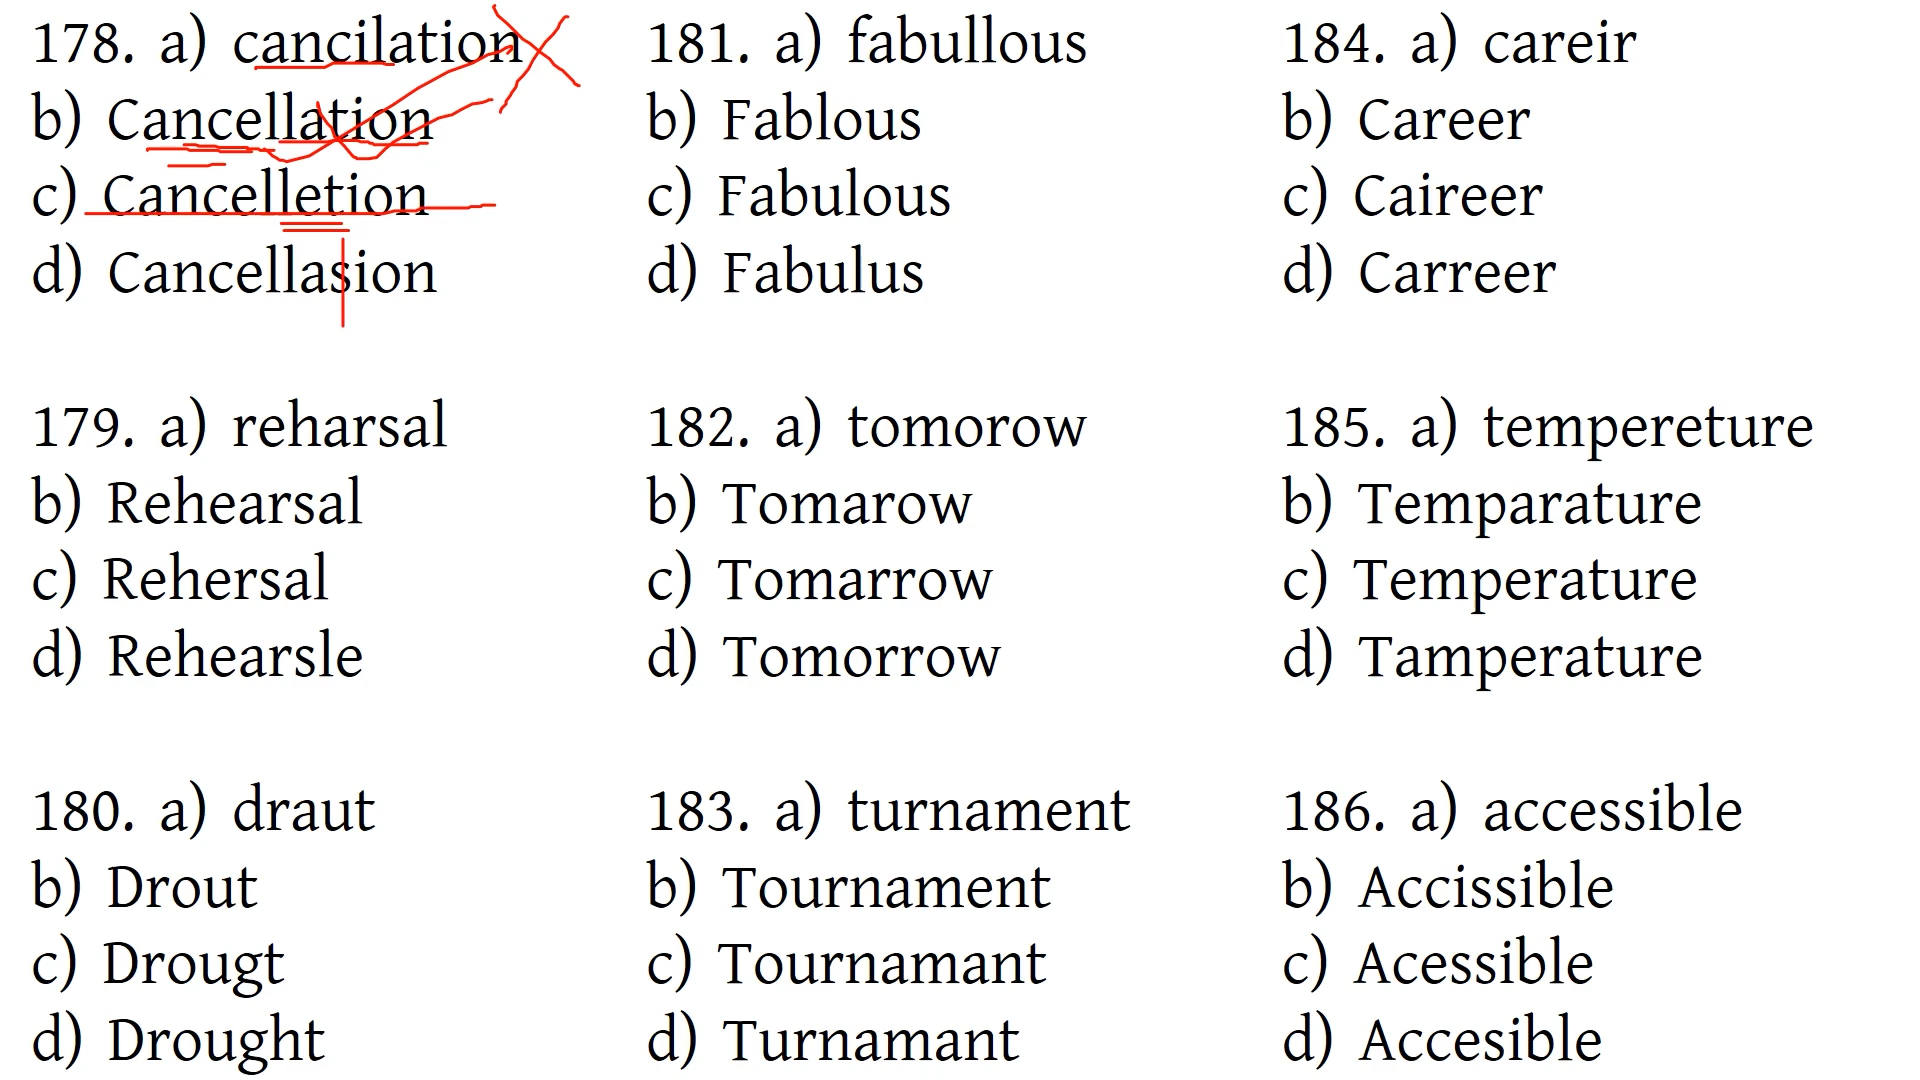 178. a) cancilation
b) Cancellation
c) Cancelletion
d) Cancellasion
179. a) reharsal
b) Rehearsal
c) Rehersal
d) Rehearsle
180. a) draut
b) Drout
c) Drougt
d) Drought
181. a) fabullous
b) Fablous
c) Fabulous
d) Fabulus
182. a) tomorow
b) Tomarow
c) Tomarrow
d) Tomorrow
183. a) turnament
b) Tournament
c) Tournamant
d) Turnamant
184. a) careir
b) Career
c) Caireer
d) Carreer
185. a) tempereture
b) Temparature
c) Temperature
d) Tamperature
186. a) accessible
b) Accissible
c) Acessible
d) Accesible